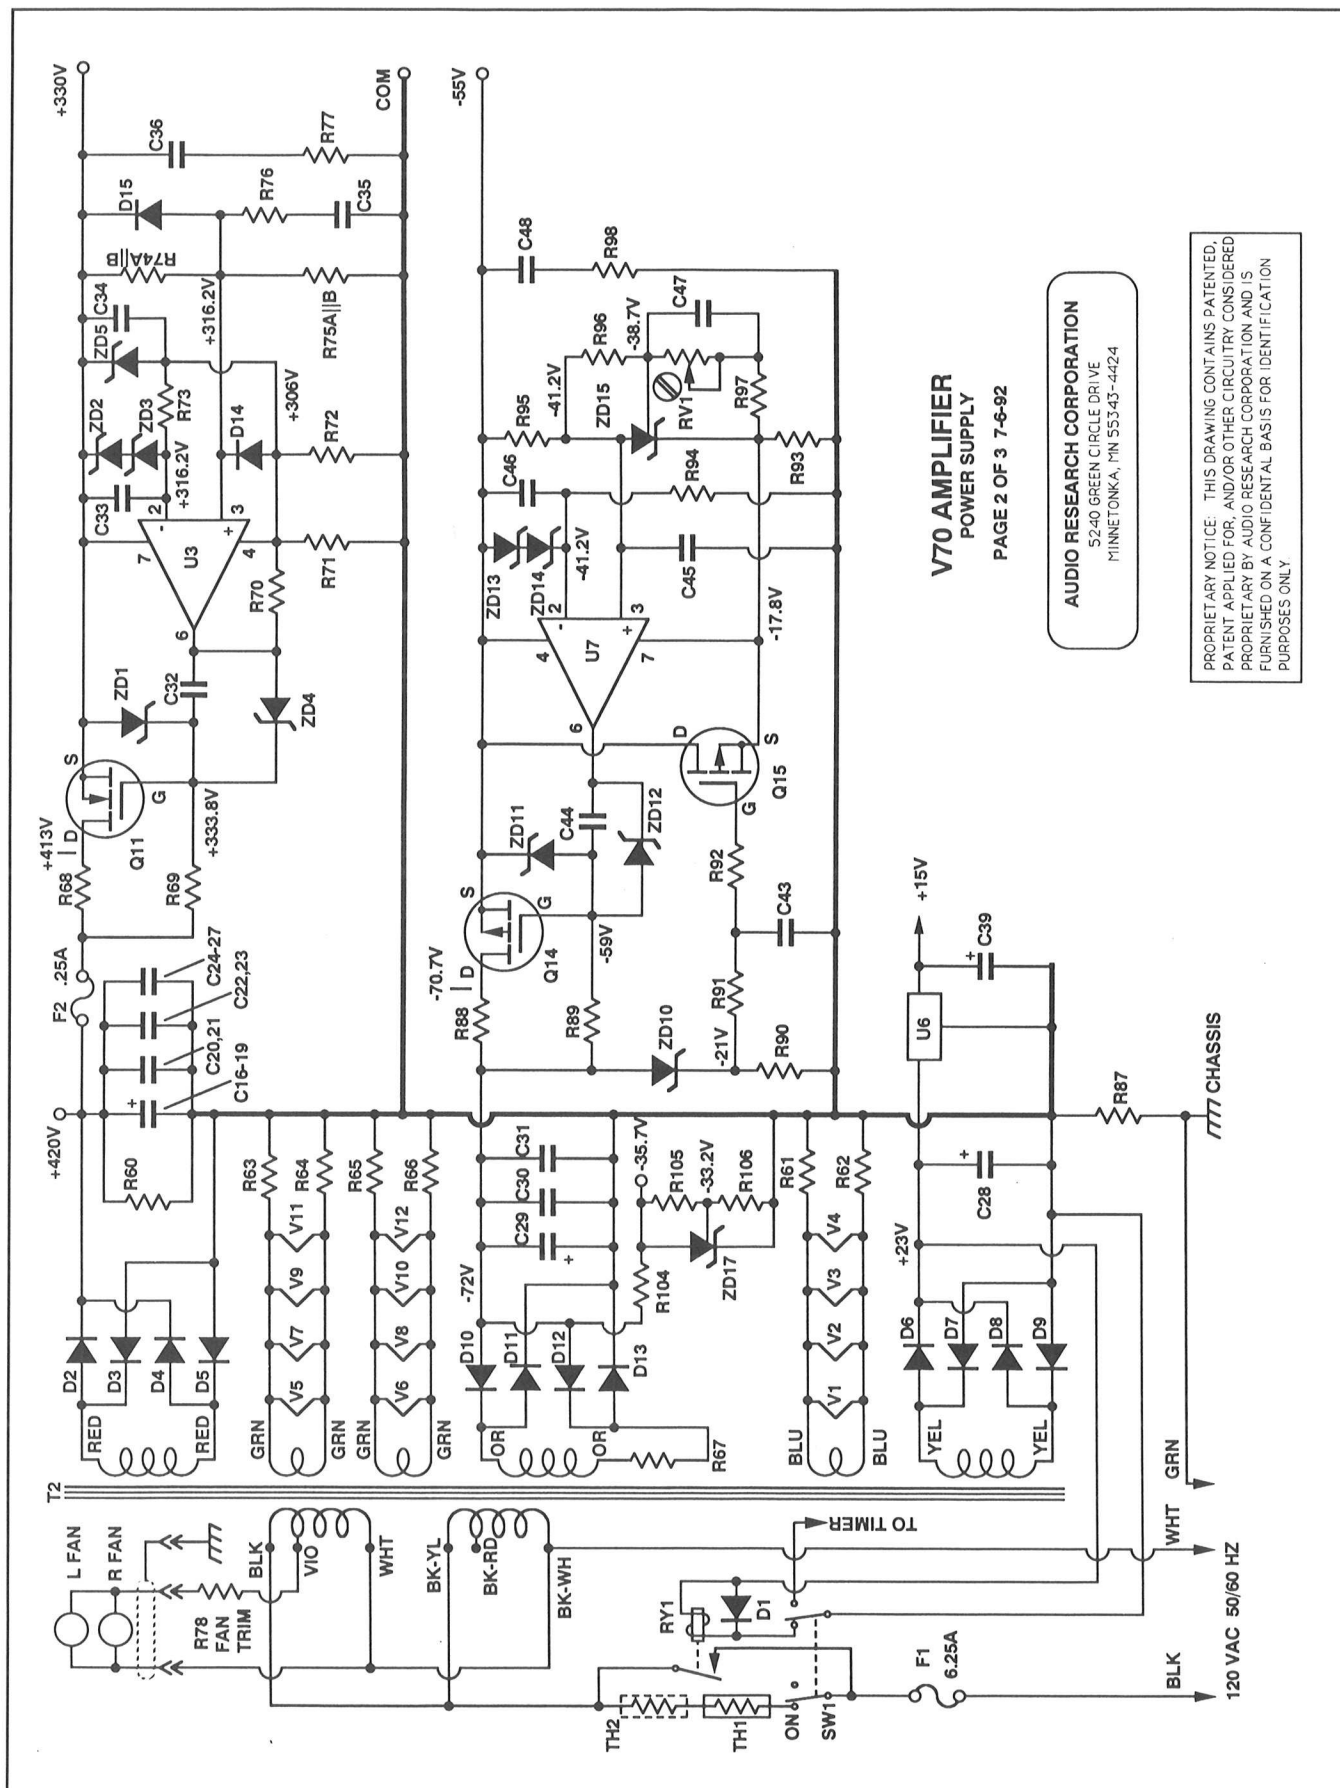 +330V
COM
C36
R77
D15
R76
C35
R74A||B
+316.2V
R75A||B
C34
ZD5
R73
+306V
ZD2
ZD3
D14
R72
C33
+316.2V
2
-
3
+
7
4
U3
6
R71
R70
ZD1
C32
ZD4
S
G
D
+413V
Q11
+333.8V
R68
R69
.25A
F2
C24-27
C22,23
C20,21
C16-19
+
+420V
R60
D2
D3
D4
D5
RED
RED
R63
R64
R65
R66
V11
V9
V7
V5
V12
V10
V8
V6
GRN
GRN
GRN
GRN
T2
L FAN
R FAN
R78
FAN
TRIM
BLK
VIO
WHT
BK-YL
BK-RD
BK-WH
-55V
C48
R98
R96
-38.7V
C47
-41.2V
R95
ZD15
RV1
R97
C46
R94
R93
ZD13
ZD14
-41.2V
C45
2
-
3
+
4
7
U7
6
-17.8V
D
S
G
Q15
ZD11
C44
ZD12
S
G
D
-70.7V
Q14
-59V
R92
C43
R88
R89
R91
-21V
ZD10
R90
C31
C30
C29
+
-72V
-35.7V
R105
-33.2V
R106
R104
ZD17
D10
D11
D12
D13
OR
OR
R67
R61
R62
V4
V3
V2
V1
BLU
BLU
+15V
C39
+
U6
C28
+
+23V
D6
D7
D8
D9
YEL
YEL
R87
CHASSIS
GRN
WHT
TO TIMER
RY1
D1
TH2
TH1
ON
SW1
F1
6.25A
BLK
120 VAC 50/60 HZ
V70 AMPLIFIER
POWER SUPPLY
PAGE 2 OF 3 7-6-92
AUDIO RESEARCH CORPORATION
5240 GREEN CIRCLE DRIVE
MINNETONKA, MN 55343-4424
PROPRIETARY NOTICE: THIS DRAWING CONTAINS PATENTED,
PATENT APPLIED FOR, AND/OR OTHER CIRCUITRY CONSIDERED
PROPRIETARY BY AUDIO RESEARCH CORPORATION AND IS
FURNISHED ON A CONFIDENTAL BASIS FOR IDENTIFICATION
PURPOSES ONLY.